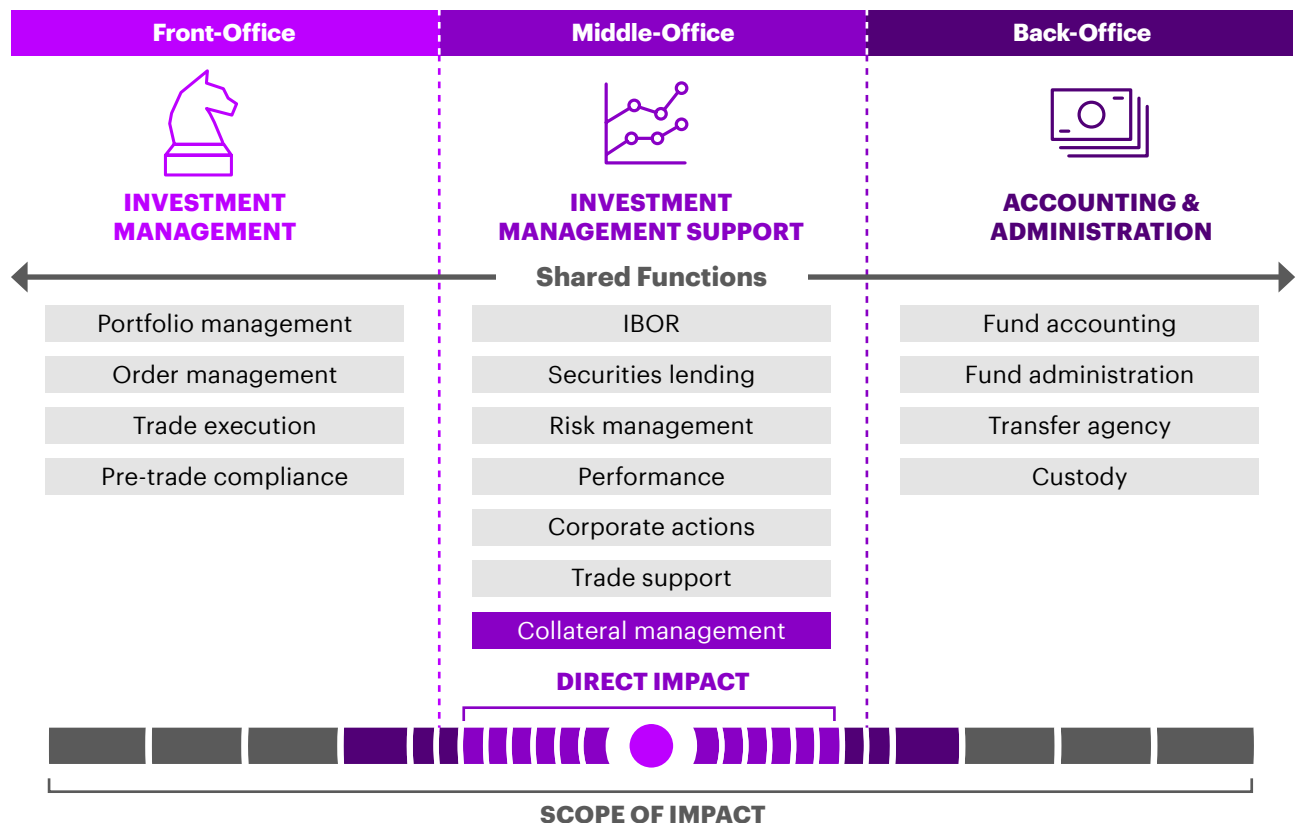 Front-Office
Middle-Office
Back-Office
INVESTMENT
MANAGEMENT
INVESTMENT
MANAGEMENT SUPPORT
ACCOUNTING &
ADMINISTRATION
Shared Functions
Portfolio management
Order management
Trade execution
Pre-trade compliance
IBOR
Securities lending
Risk management
Performance
Corporate actions
Trade support
Collateral management
Fund accounting
Fund administration
Transfer agency
Custody
DIRECT IMPACT
SCOPE OF IMPACT